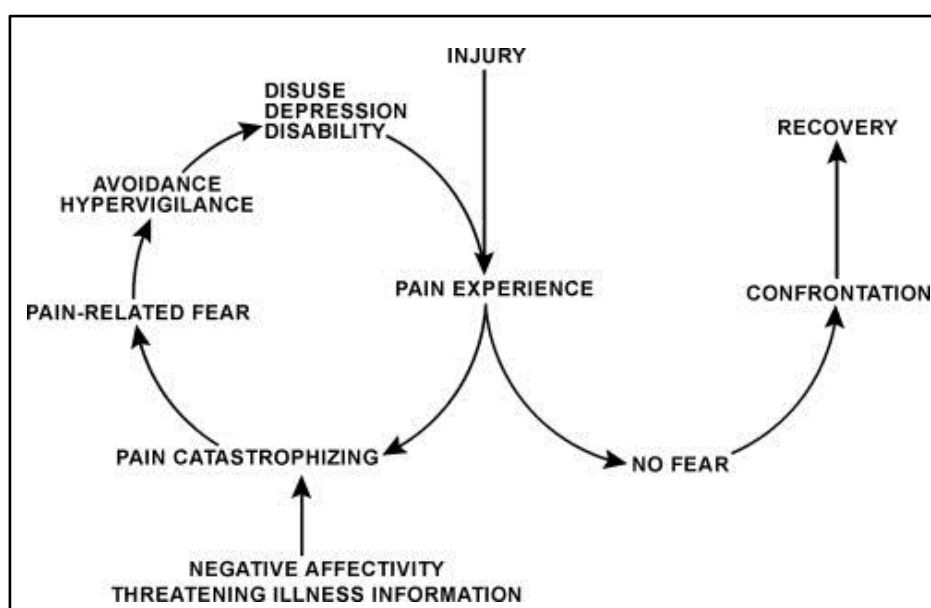 INJURY
DISUSE
DEPRESSION
DISABILITY
RECOVERY
AVOIDANCE
HYPERVIGILANCE
PAIN EXPERIENCE
CONFRONTATION
PAIN-RELATED FEAR
PAIN CATASTROPHIZING
NO FEAR
NEGATIVE AFFECTIVITY
THREATENING ILLNESS INFORMATION